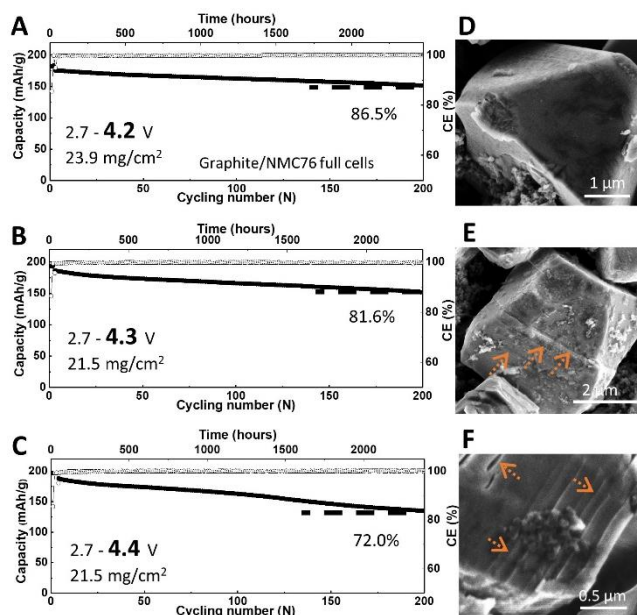 A
Time (hours)
0 500 1000 1500 2000
Capacity (mAh/g)
200
150
100
50
0
100
80
60
CE (%)
86.5%
2.7 - 4.2 V
23.9 mg/cm²
Graphite/NMC76 full cells
0 50 100 150 200
Cycling number (N)
D
1 μm
B
Time (hours)
0 500 1000 1500 2000
Capacity (mAh/g)
200
150
100
50
0
100
80
60
CE (%)
81.6%
2.7 - 4.3 V
21.5 mg/cm²
0 50 100 150 200
Cycling number (N)
E
2 μm
C
Time (hours)
0 500 1000 1500 2000
Capacity (mAh/g)
200
150
100
50
0
100
80
60
CE (%)
72.0%
2.7 - 4.4 V
21.5 mg/cm²
0 50 100 150 200
Cycling number (N)
F
0.5 μm